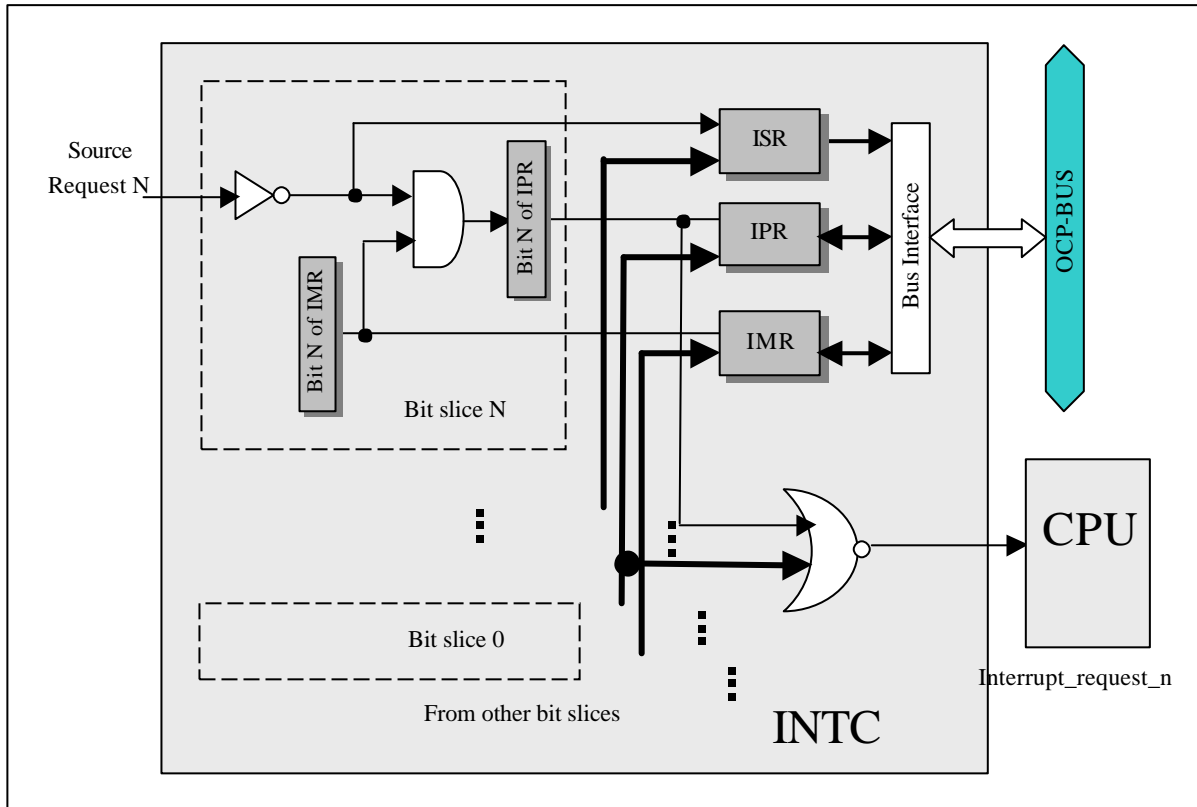 Source
Request N
Bit N of IPR
Bit N of IMR
Bit slice N
ISR
IPR
IMR
Bus Interface
OCP-BUS
CPU
Interrupt_request_n
Bit slice 0
From other bit slices
INTC